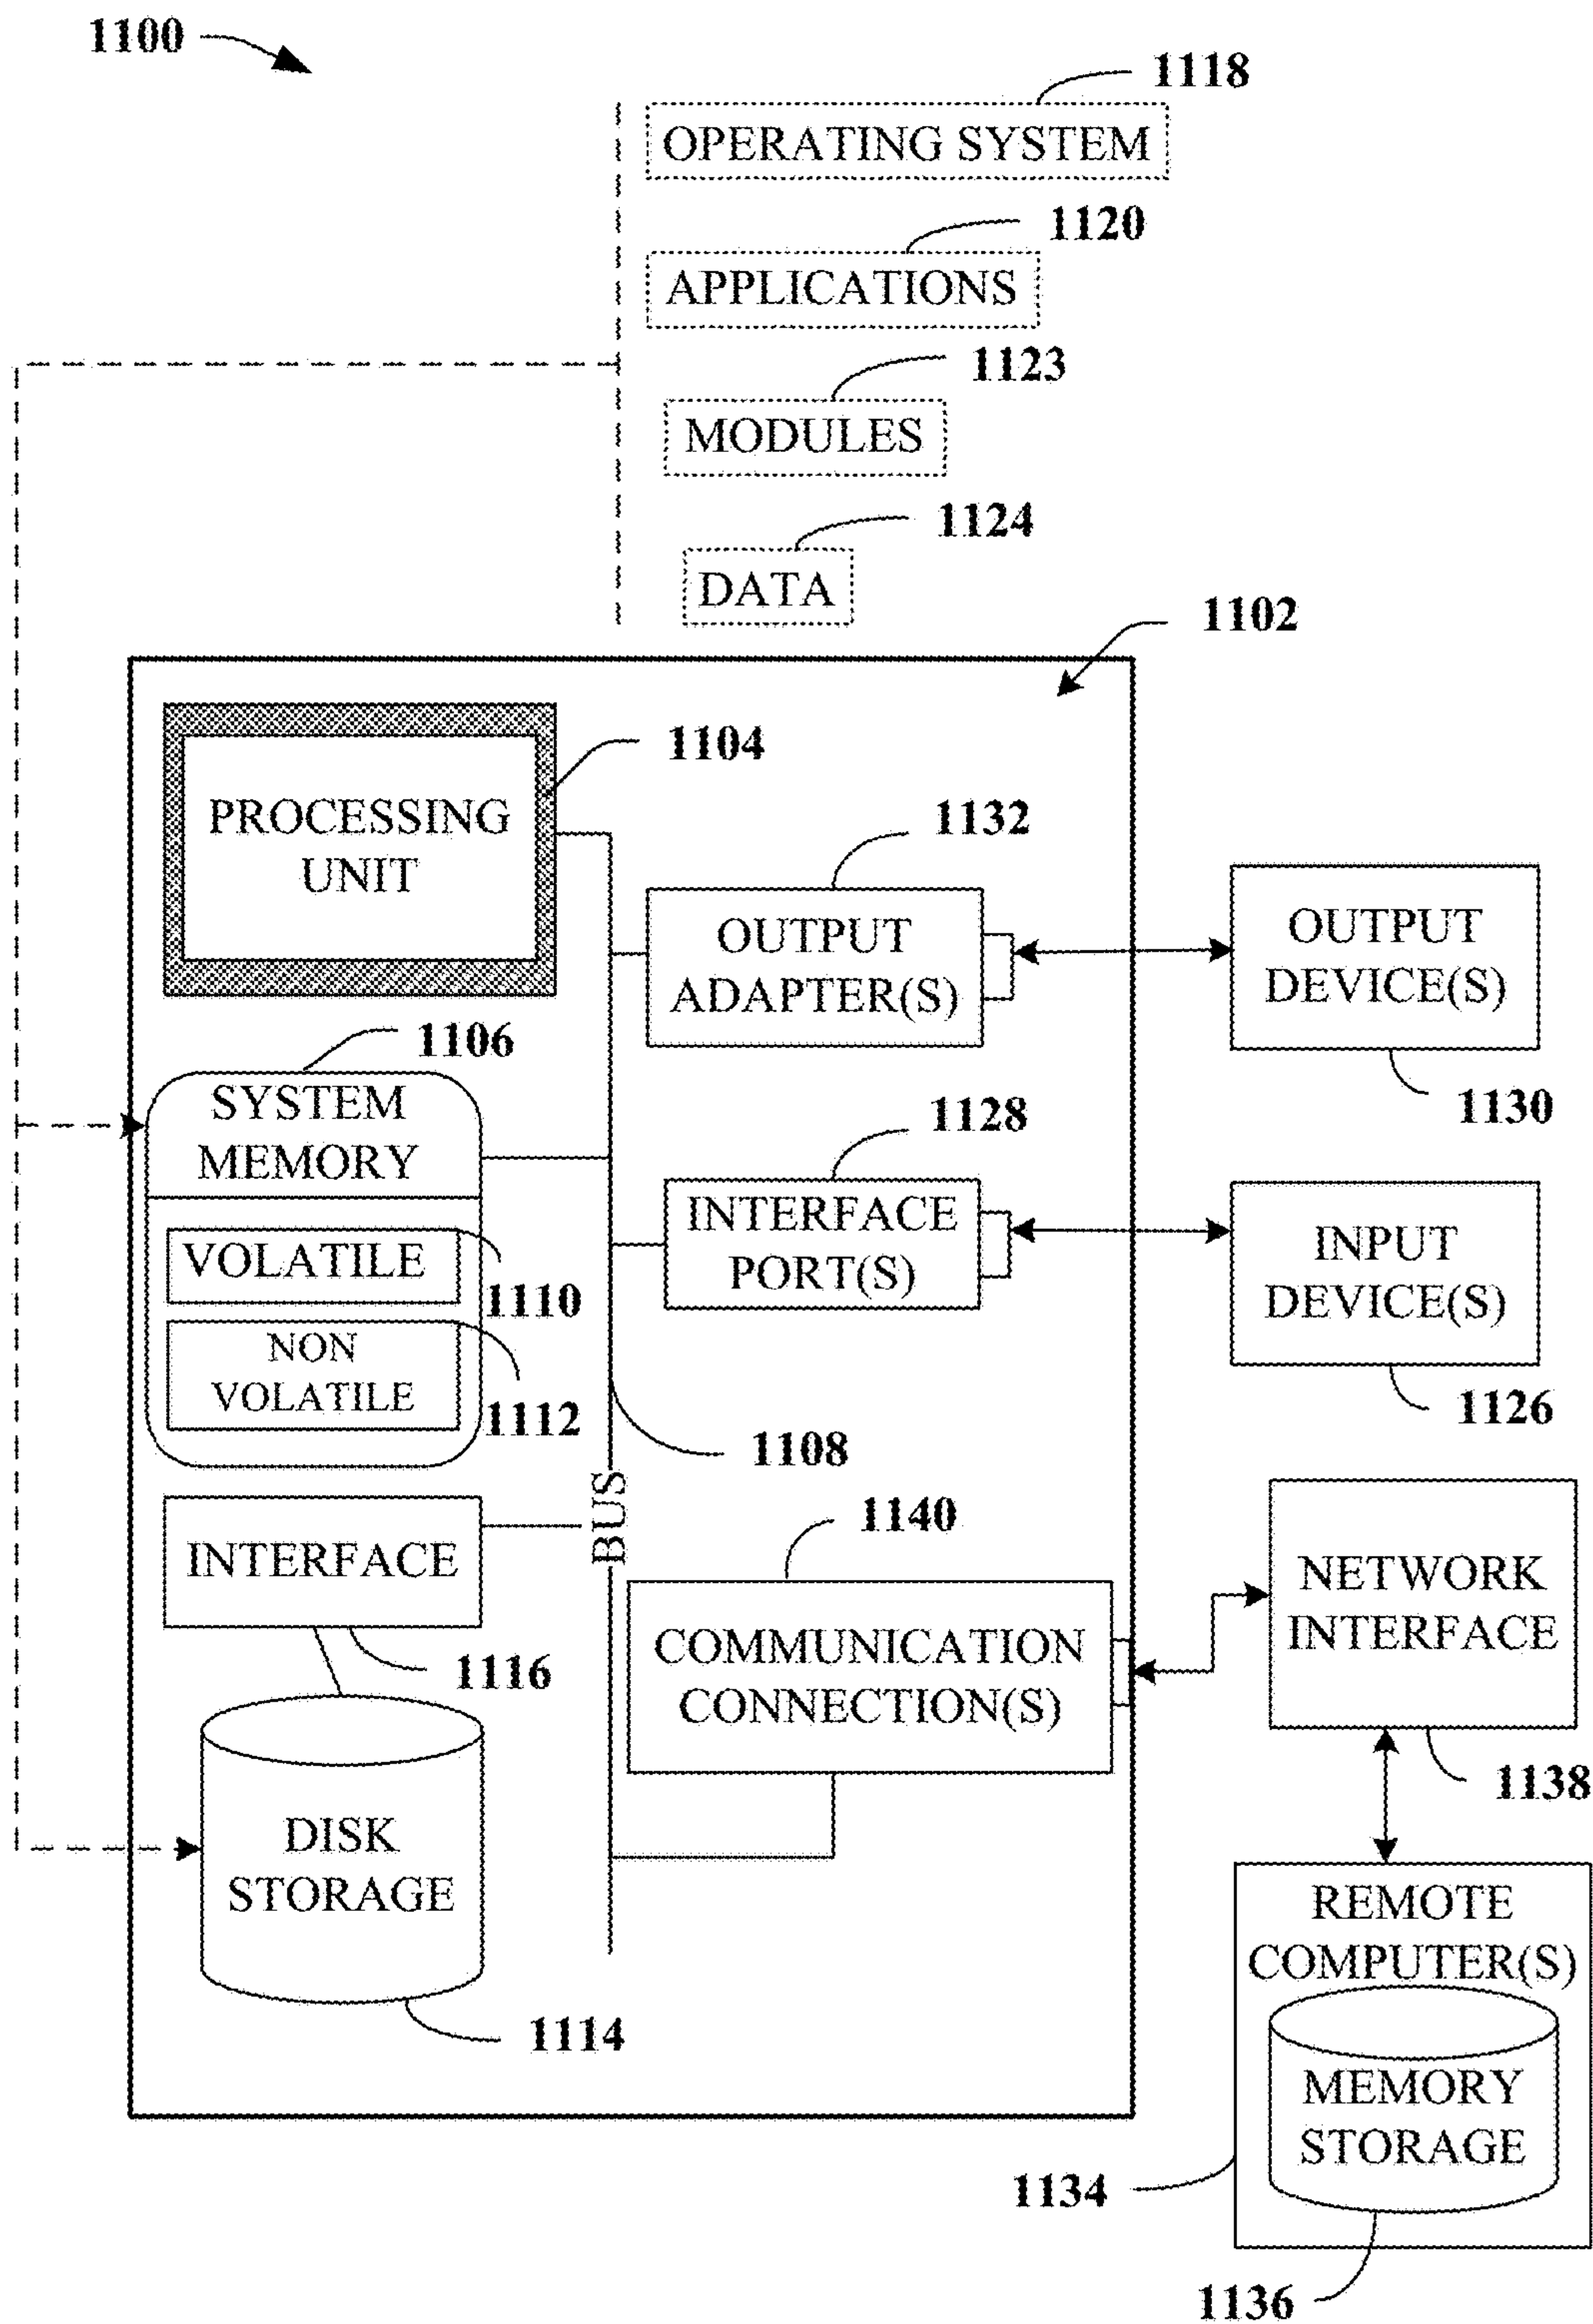 1100
1118
OPERATING SYSTEM
1120
APPLICATIONS
1123
MODULES
1124
DATA
1102
1104
PROCESSING
UNIT
1132
OUTPUT
ADAPTER(S)
OUTPUT
DEVICE(S)
1130
1106
SYSTEM
MEMORY
VOLATILE
1110
NON
VOLATILE
1112
1128
INTERFACE
PORT(S)
INPUT
DEVICE(S)
1126
1108
BUS
INTERFACE
1116
1140
COMMUNICATION
CONNECTION(S)
NETWORK
INTERFACE
1138
DISK
STORAGE
1114
REMOTE
COMPUTER(S)
MEMORY
STORAGE
1134
1136